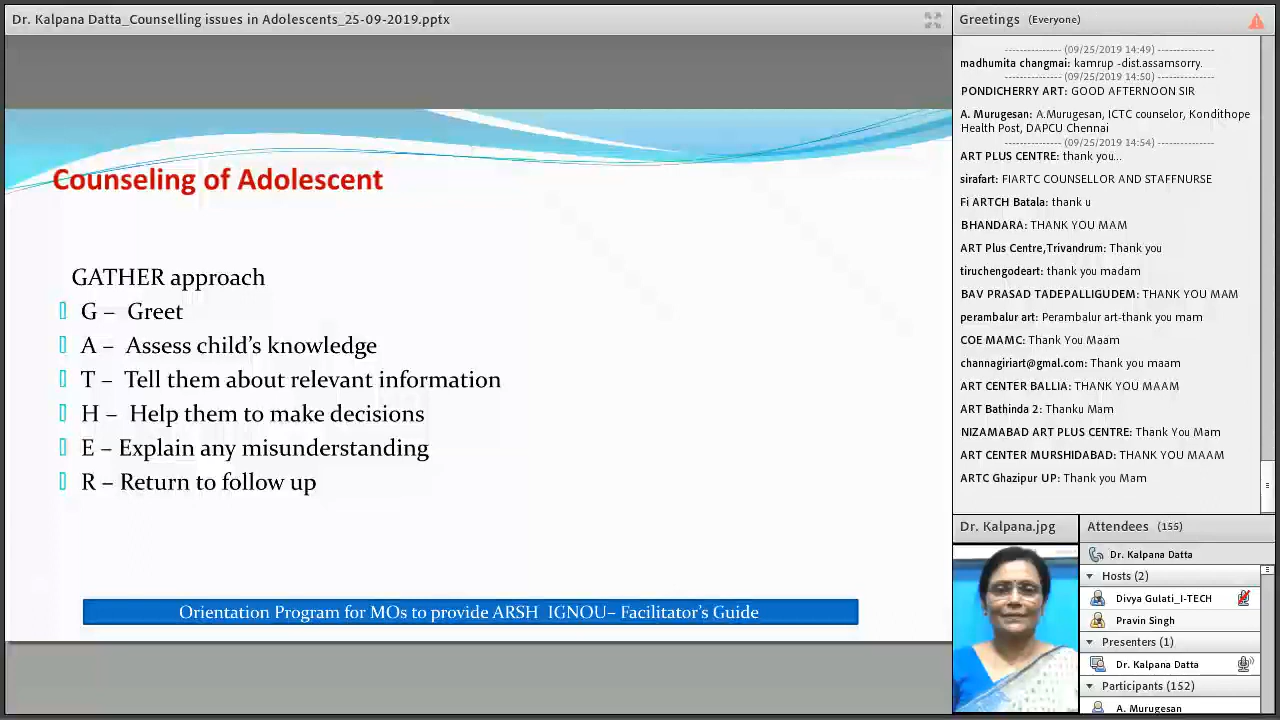 Dr. Kalpana Datta_Counselling issues in Adolescents_25-09-2019.pptx
Counseling of Adolescent
GATHER approach
G – Greet
A – Assess child's knowledge
T – Tell them about relevant information
H – Help them to make decisions
E – Explain any misunderstanding
R – Return to follow up
Orientation Program for MOs to provide ARSH IGNOU– Facilitator's Guide
Greetings (Everyone)
--------------- (09/25/2019 14:49) ---------------
madhumita changmai: kamrup -dist.assamsorry.
--------------- (09/25/2019 14:50) ---------------
PONDICHERRY ART: GOOD AFTERNOON SIR
A. Murugesan: A.Murugesan, ICTC counselor, Kondithope
Health Post, DAPCU Chennai
--------------- (09/25/2019 14:54) ---------------
ART PLUS CENTRE: thank you...
sirafart: FIARTC COUNSELLOR AND STAFFNURSE
Fi ARTCH Batala: thank u
BHANDARA: THANK YOU MAM
ART Plus Centre,Trivandrum: Thank you
tiruchengodeart: thank you madam
BAV PRASAD TADEPALLIGUDEM: THANK YOU MAM
perambalur art: Perambalur art-thank you mam
COE MAMC: Thank You Maam
channagiriart@gmal.com: Thank you maam
ART CENTER BALLIA: THANK YOU MAAM
ART Bathinda 2: Thanku Mam
NIZAMABAD ART PLUS CENTRE: Thank You Mam
ART CENTER MURSHIDABAD: THANK YOU MAAM
ARTC Ghazipur UP: Thank you Mam
Dr. Kalpana.jpg
Attendees (155)
Dr. Kalpana Datta
Hosts (2)
Divya Gulati_I-TECH
Pravin Singh
Presenters (1)
Dr. Kalpana Datta
Participants (152)
A. Murugesan